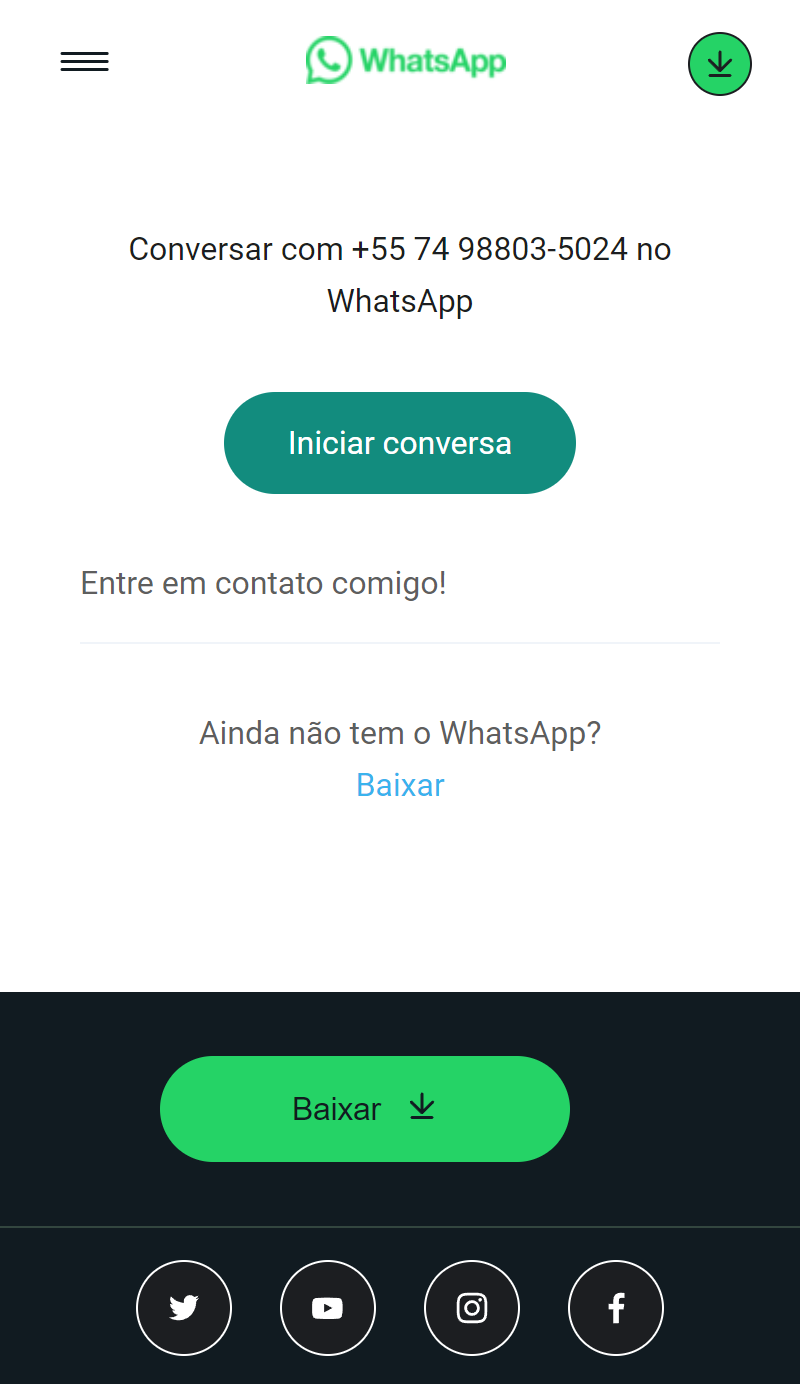 WhatsApp
Conversar com +55 74 98803-5024 no
WhatsApp
Iniciar conversa
Entre em contato comigo!
Ainda não tem o WhatsApp?
Baixar
Baixar